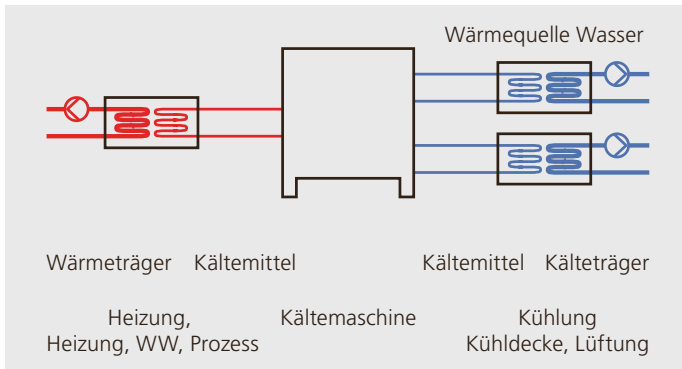 Wärmequelle Wasser
Wärmeträger Kältemittel Kältemittel Kälteträger
Heizung, Kältemaschine Kühlung
Heizung, WW, Prozess Kühldecke, Lüftung